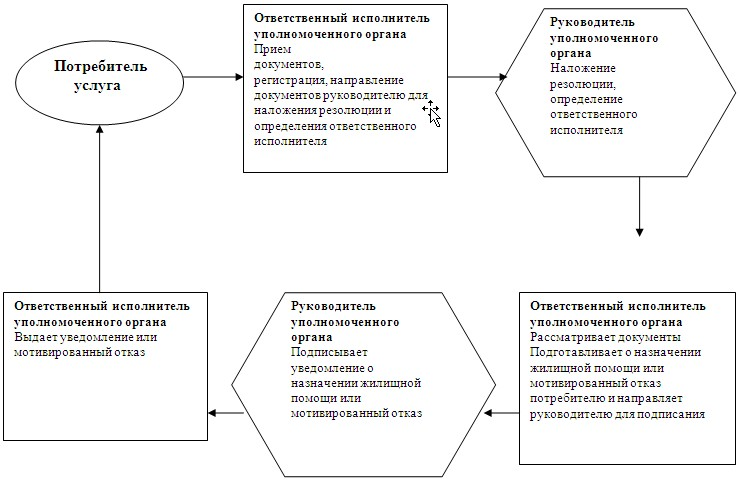 Потребитель
услуга
Ответственный исполнитель
уполномоченного органа
Прием
документов,
регистрация, направление
документов руководителю для
наложения резолюции и
определения ответственного
исполнителя
Руководитель
уполномоченного
органа
Наложение
резолюции,
определение
ответственного
исполнителя
Ответственный исполнитель
уполномоченного органа
Рассматривает документы
Подготавливает о назначении
жилищной помощи или
мотивированный отказ
потребителю и направляет
руководителю для подписания
Руководитель
уполномоченного
органа
Подписывает
уведомление о
назначении жилищной
помощи или
мотивированный отказ
Ответственный исполнитель
уполномоченного органа
Выдает уведомление или
мотивированный отказ